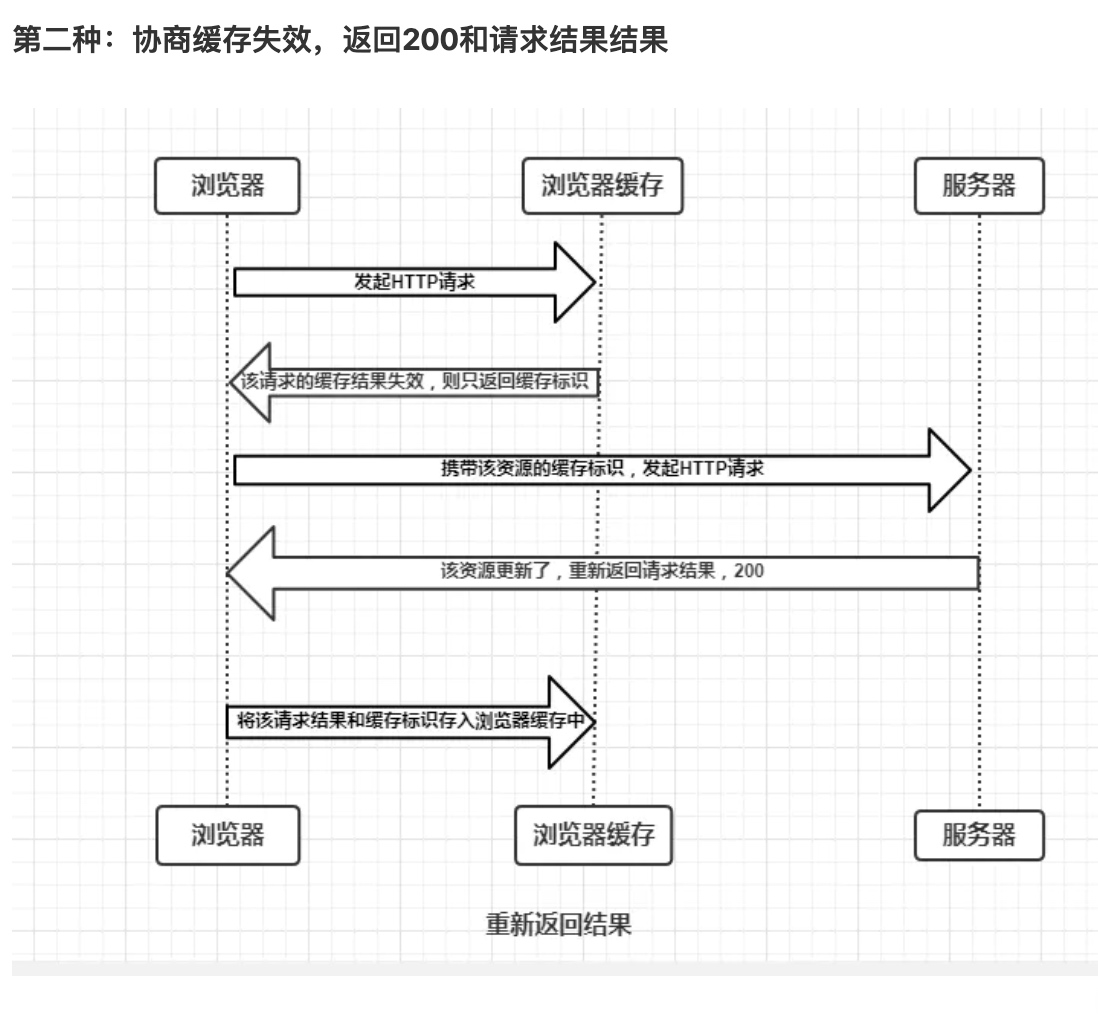 第二种：协商缓存失效，返回200和请求结果结果
浏览器
浏览器缓存
服务器
发起HTTP请求
该请求的缓存结果失效，则只返回缓存标识
携带该资源的缓存标识，发起HTTP请求
该资源更新了，重新返回请求结果，200
将该请求结果和缓存标识存入浏览器缓存中
浏览器
浏览器缓存
服务器
重新返回结果